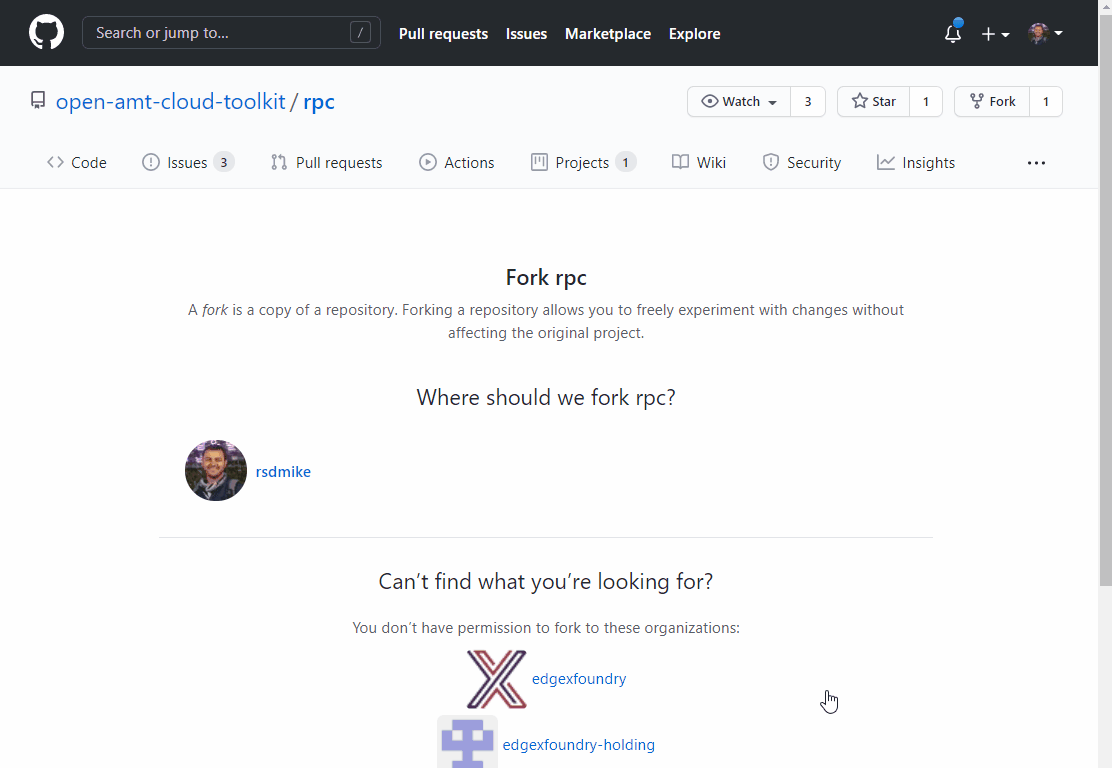 Search or jump to... /
Pull requests Issues Marketplace Explore
open-amt-cloud-toolkit / rpc
Watch 3 Star 1 Fork 1
Code Issues 3 Pull requests Actions Projects 1 Wiki Security Insights ...
Fork rpc
A fork is a copy of a repository. Forking a repository allows you to freely experiment with changes without
affecting the original project.
Where should we fork rpc?
rsdmike
Can’t find what you’re looking for?
You don’t have permission to fork to these organizations:
edgexfoundry
edgexfoundry-holding